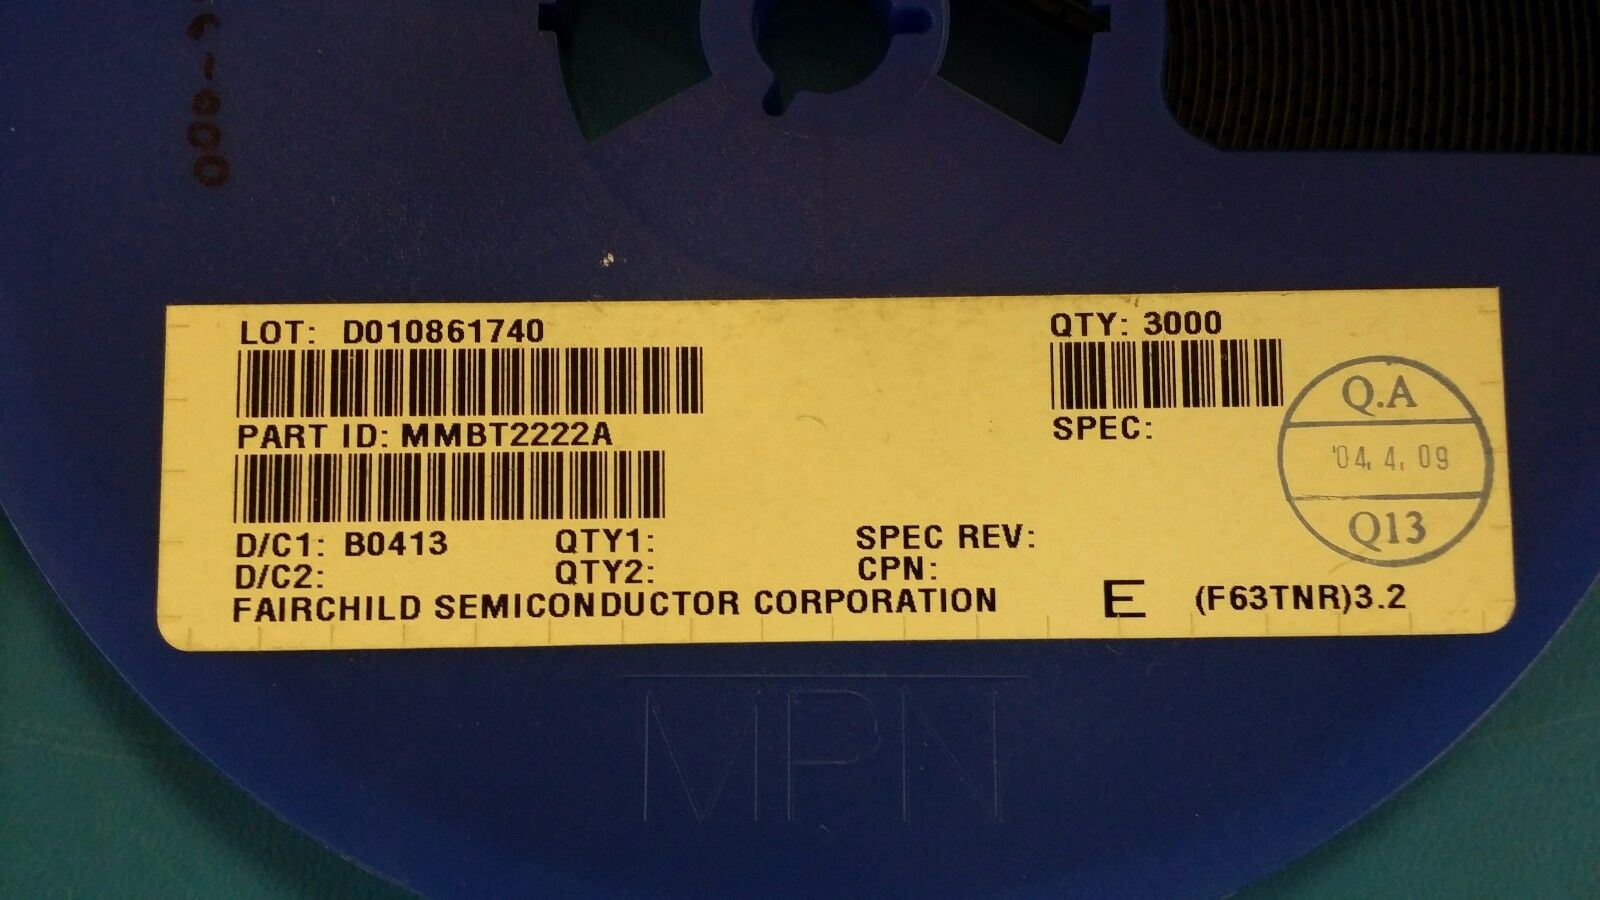 LOT: D010861740
QTY: 3000
PART ID: MMBT2222A
SPEC:
Q.A
'04. 4. 09
Q13
D/C1: B0413 QTY1: SPEC REV:
D/C2: QTY2: CPN:
FAIRCHILD SEMICONDUCTOR CORPORATION E (F63TNR)3.2
MPN